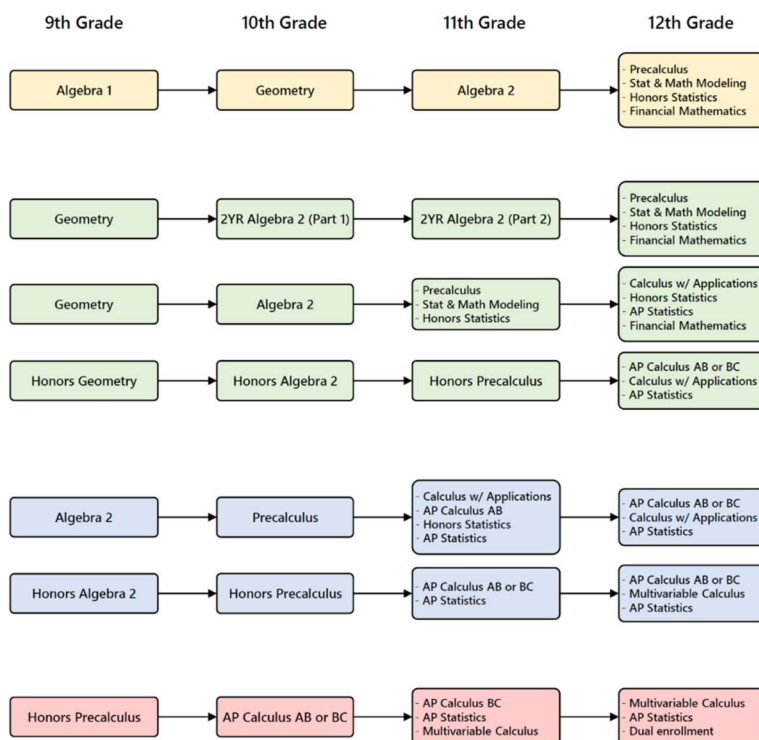 9th Grade
10th Grade
11th Grade
12th Grade
Algebra 1
Geometry
Algebra 2
- Precalculus
- Stat & Math Modeling
- Honors Statistics
- Financial Mathematics
Geometry
2YR Algebra 2 (Part 1)
2YR Algebra 2 (Part 2)
- Precalculus
- Stat & Math Modeling
- Honors Statistics
- Financial Mathematics
Geometry
Algebra 2
- Precalculus
- Stat & Math Modeling
- Honors Statistics
- Calculus w/ Applications
- Honors Statistics
- AP Statistics
- Financial Mathematics
Honors Geometry
Honors Algebra 2
Honors Precalculus
- AP Calculus AB or BC
- Calculus w/ Applications
- AP Statistics
Algebra 2
Precalculus
- Calculus w/ Applications
- AP Calculus AB
- Honors Statistics
- AP Statistics
- AP Calculus AB or BC
- Calculus w/ Applications
- AP Statistics
Honors Algebra 2
Honors Precalculus
- AP Calculus AB or BC
- AP Statistics
- AP Calculus AB or BC
- Multivariable Calculus
- AP Statistics
Honors Precalculus
AP Calculus AB or BC
- AP Calculus BC
- AP Statistics
- Multivariable Calculus
- Multivariable Calculus
- AP Statistics
- Dual enrollment